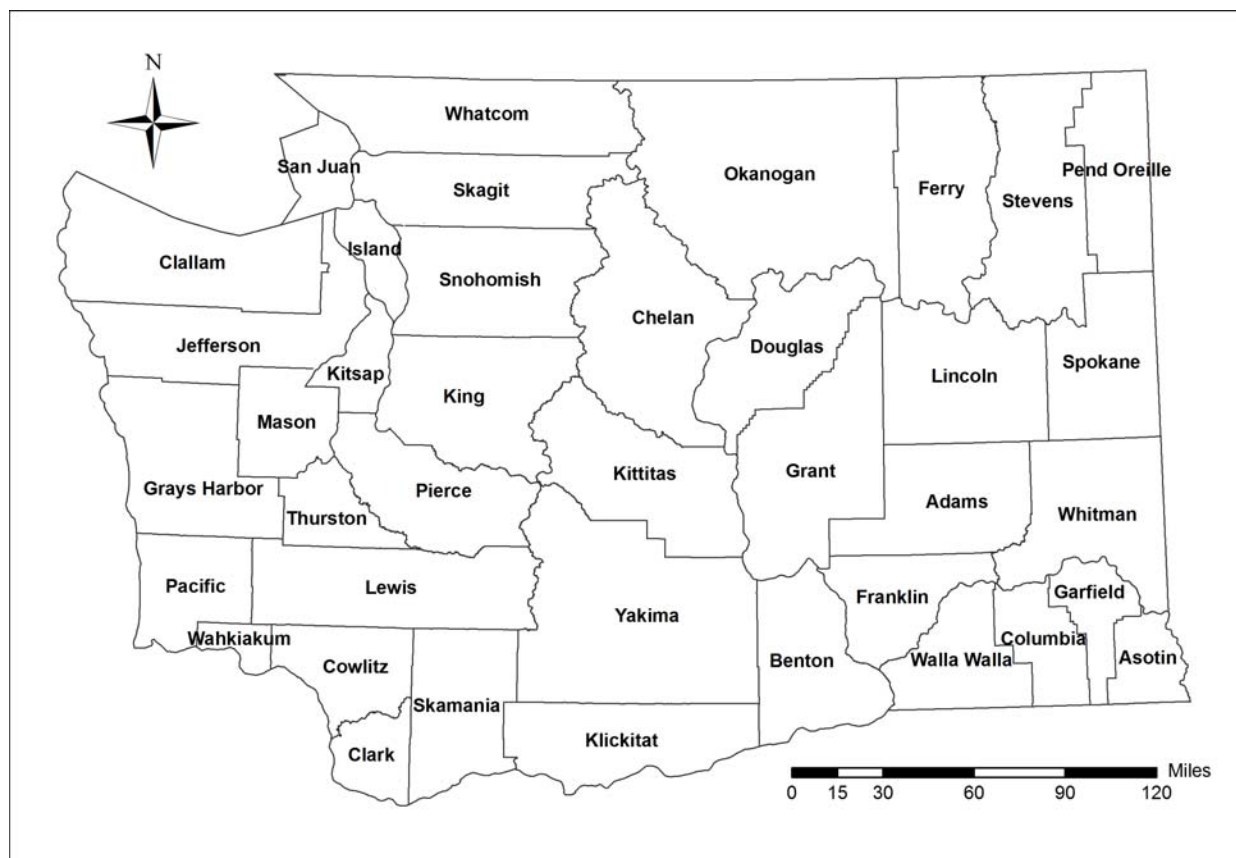 N
Whatcom
San Juan
Skagit
Okanogan
Ferry
Stevens
Pend Oreille
Clallam
Island
Snohomish
Chelan
Jefferson
Kitsap
King
Douglas
Lincoln
Spokane
Mason
Grays Harbor
Thurston
Pierce
Kittitas
Grant
Adams
Whitman
Pacific
Lewis
Yakima
Franklin
Garfield
Wahkiakum
Cowlitz
Skamania
Benton
Walla Walla
Columbia
Asotin
Clark
Klickitat
Miles
0 15 30 60 90 120